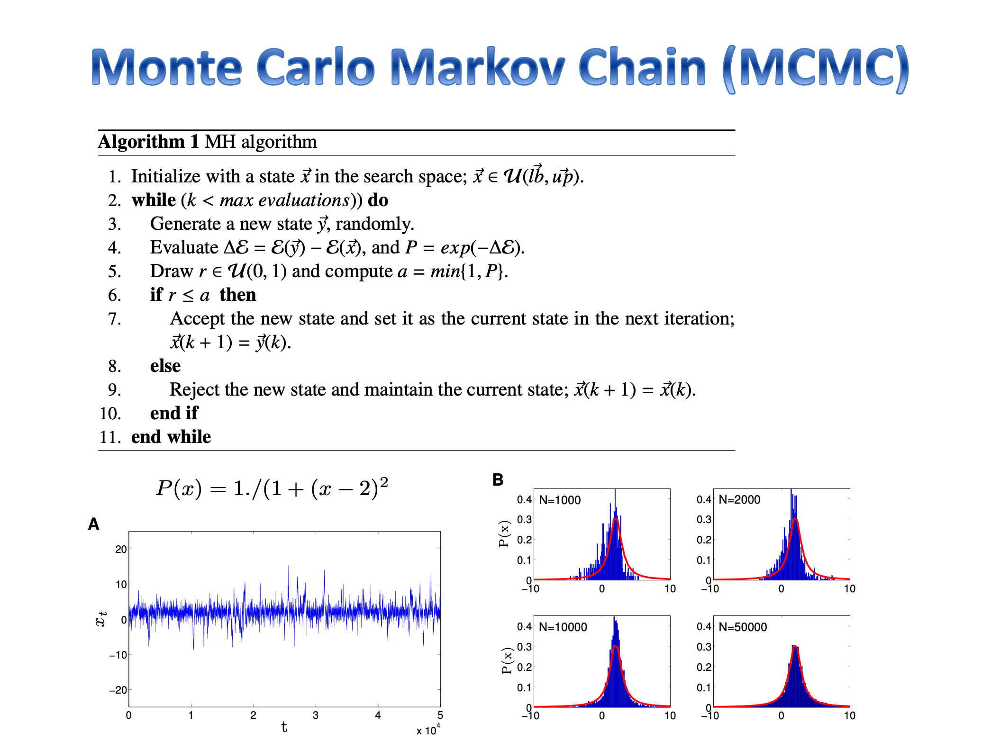 Monte Carlo Markov Chain (MCMC)
Algorithm 1 MH algorithm
1. Initialize with a state x⃗ in the search space; x⃗ ∈ 𝒰(l⃗b, u⃗p).
2. while (k < max evaluations)) do
3. Generate a new state y⃗, randomly.
4. Evaluate Δℰ = ℰ(y⃗) − ℰ(x⃗), and P = exp(−Δℰ).
5. Draw r ∈ 𝒰(0, 1) and compute a = min{1, P}.
6. if r ≤ a then
7. Accept the new state and set it as the current state in the next iteration;
x⃗(k + 1) = y⃗(k).
8. else
9. Reject the new state and maintain the current state; x⃗(k + 1) = x⃗(k).
10. end if
11. end while
P(x) = 1./(1 + (x − 2)²
A
20
10
0
−10
−20
x_t
0 1 2 3 4 5
t
x 10⁴
B
N=1000
0.4
0.3
0.2
0.1
0
P(x)
−10 0 10
N=2000
0.4
0.3
0.2
0.1
0
−10 0 10
N=10000
0.4
0.3
0.2
0.1
0
P(x)
−10 0 10
N=50000
0.4
0.3
0.2
0.1
0
−10 0 10